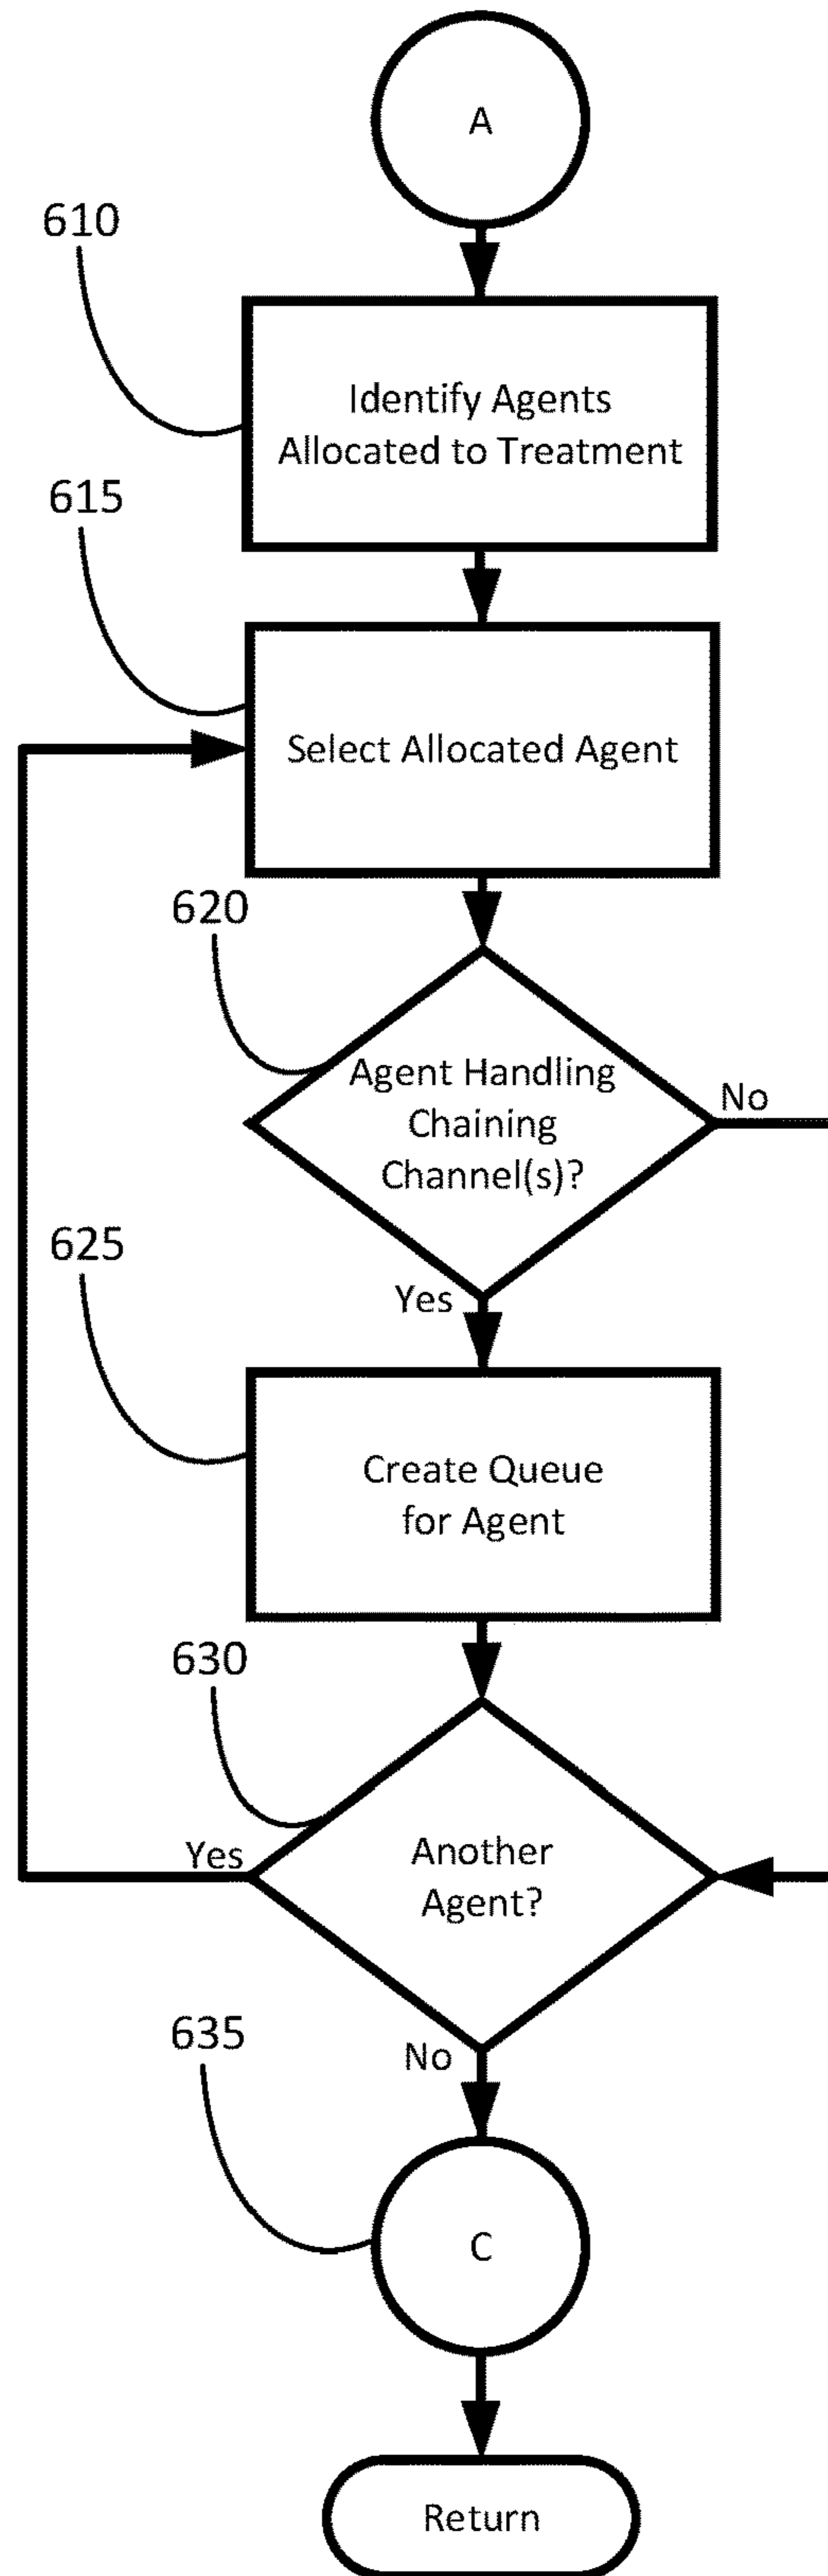 A
610
Identify Agents
Allocated to Treatment
615
Select Allocated Agent
620
Agent Handling
Chaining
Channel(s)?
No
625
Yes
Create Queue
for Agent
630
Yes
Another
Agent?
635
No
C
Return